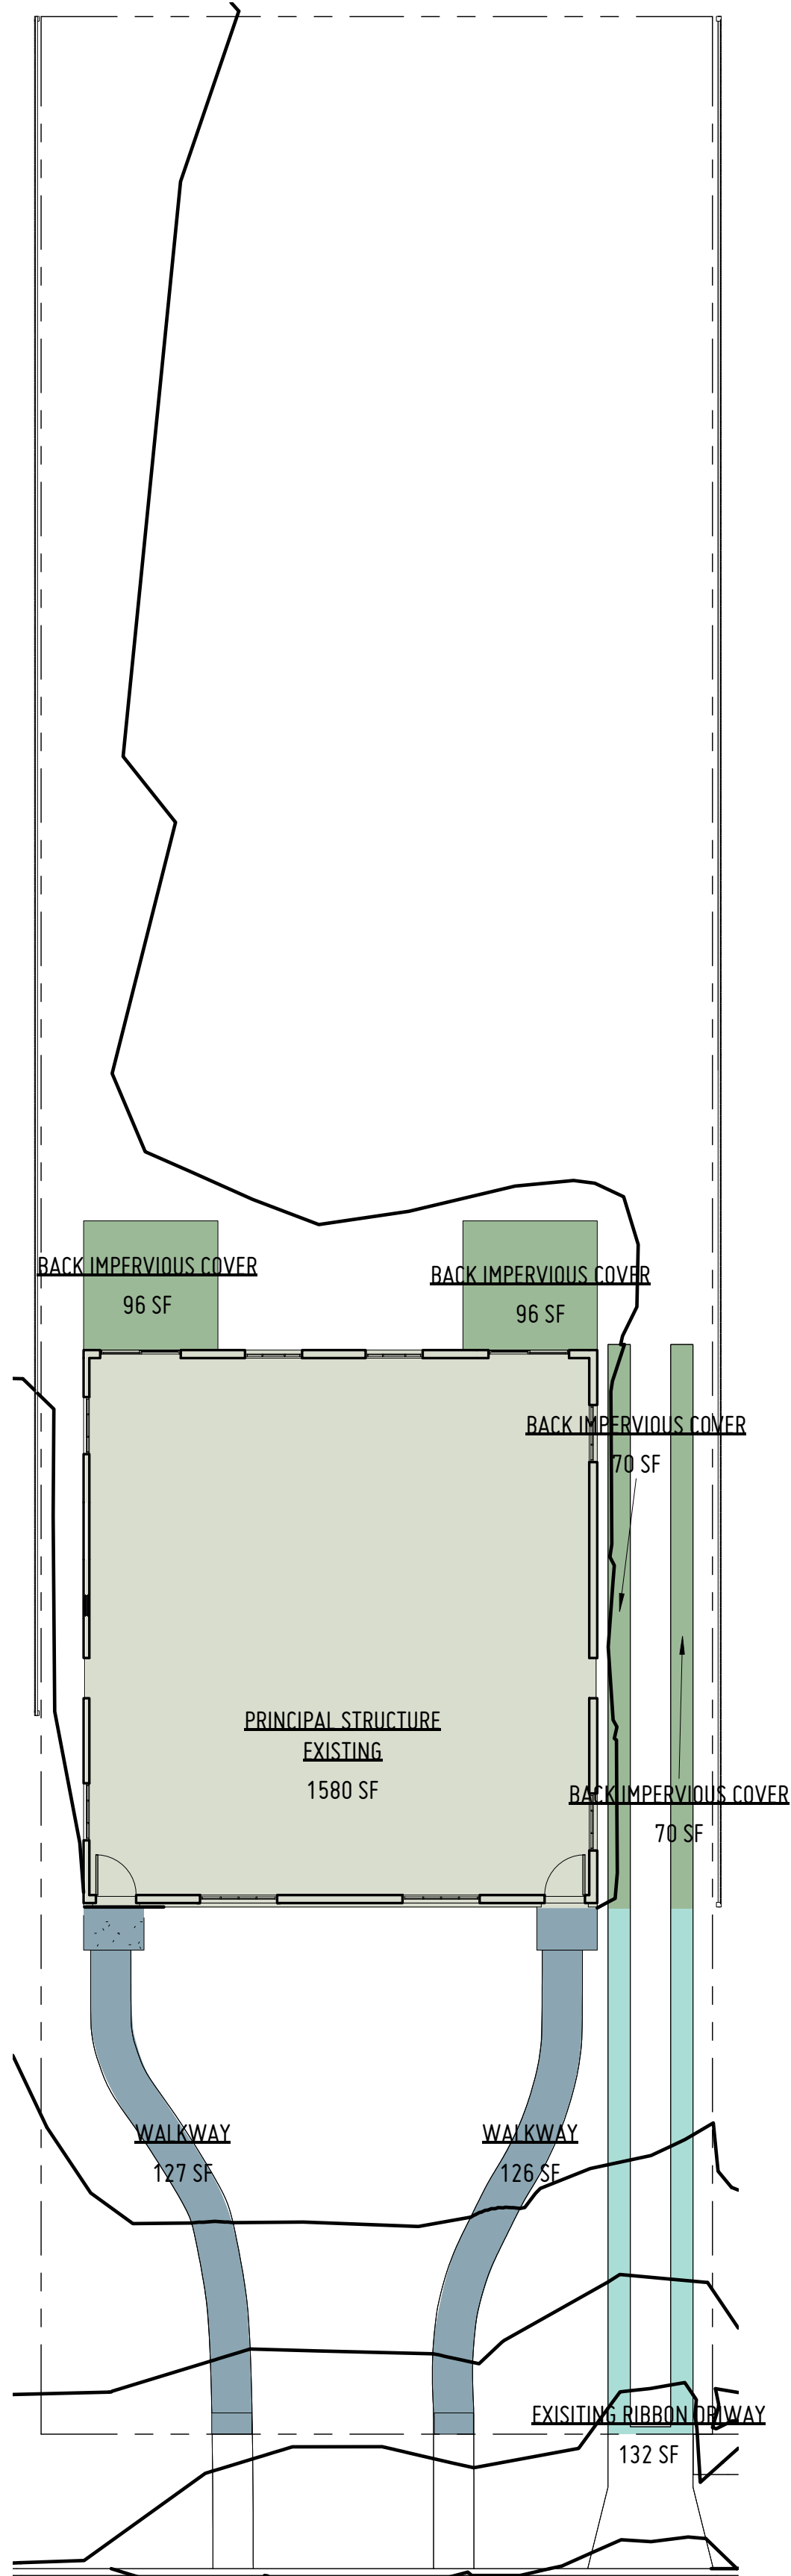 BACK IMPERVIOUS COVER
96 SF
BACK IMPERVIOUS COVER
96 SF
BACK IMPERVIOUS COVER
70 SF
PRINCIPAL STRUCTURE
EXISTING
1580 SF
BACK IMPERVIOUS COVER
70 SF
WALKWAY
127 SF
WALKWAY
126 SF
EXISITING RIBBON DRIWAY
132 SF